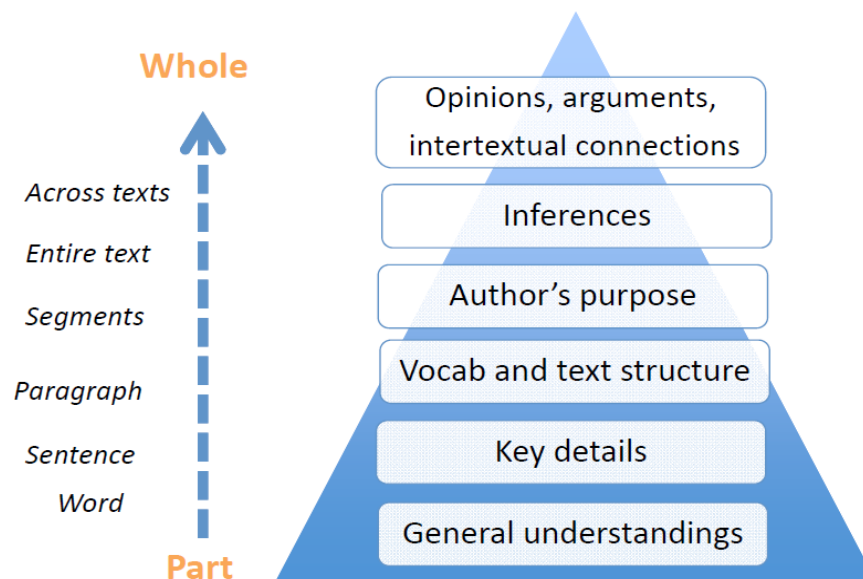 Whole
Across texts
Entire text
Segments
Paragraph
Sentence
Word
Part
Opinions, arguments,
intertextual connections
Inferences
Author’s purpose
Vocab and text structure
Key details
General understandings